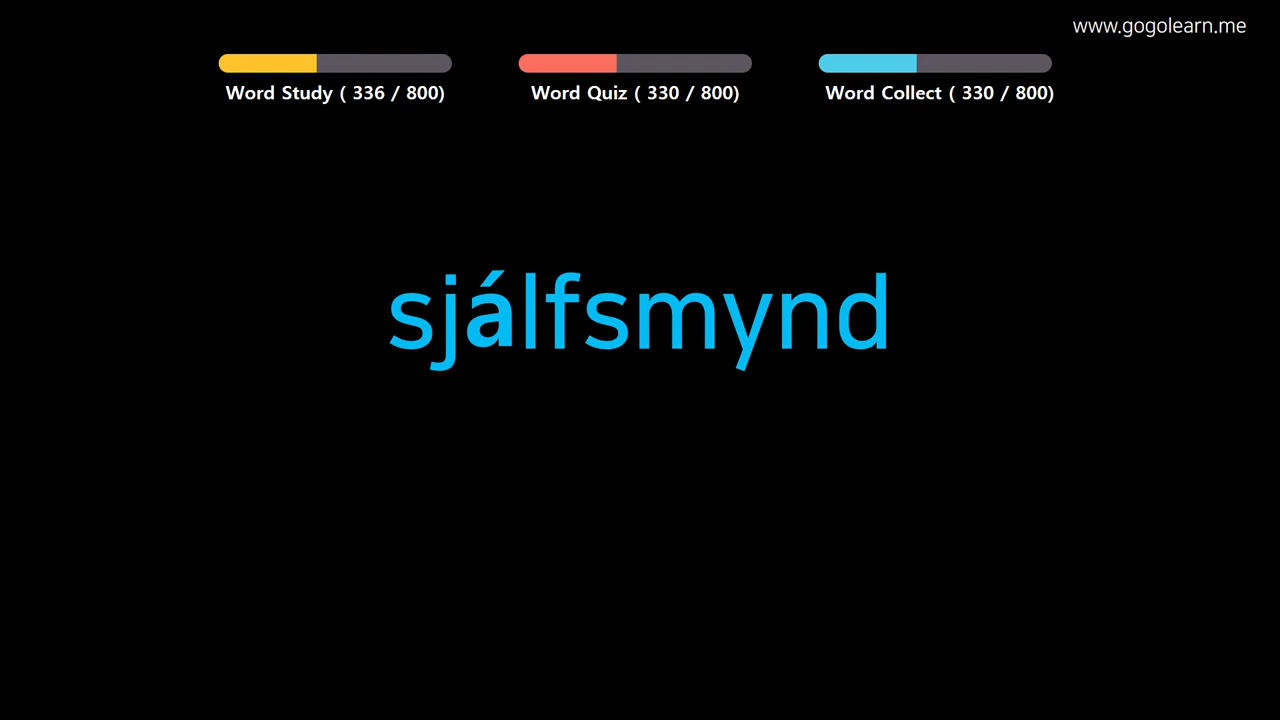 www.gogolearn.me
Word Study ( 336 / 800)
Word Quiz ( 330 / 800)
Word Collect ( 330 / 800)
sjálfsmynd